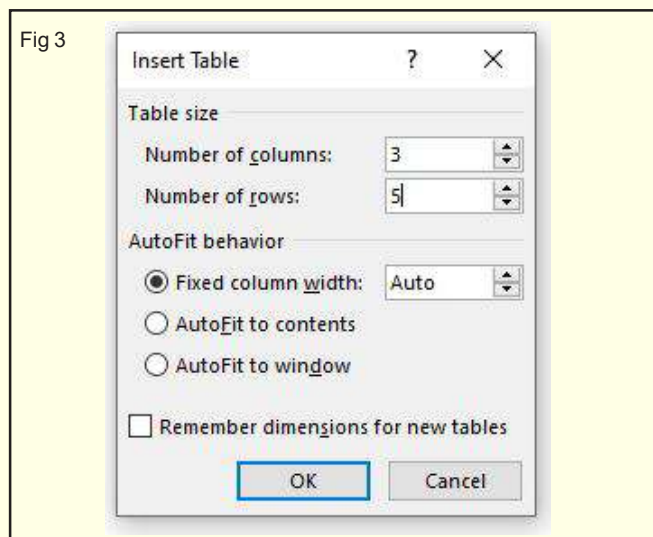 Fig 3
Insert Table ?
Table size
Number of columns: 3
Number of rows: 5
AutoFit behavior
Fixed column width: Auto
AutoFit to contents
AutoFit to window
Remember dimensions for new tables
OK Cancel